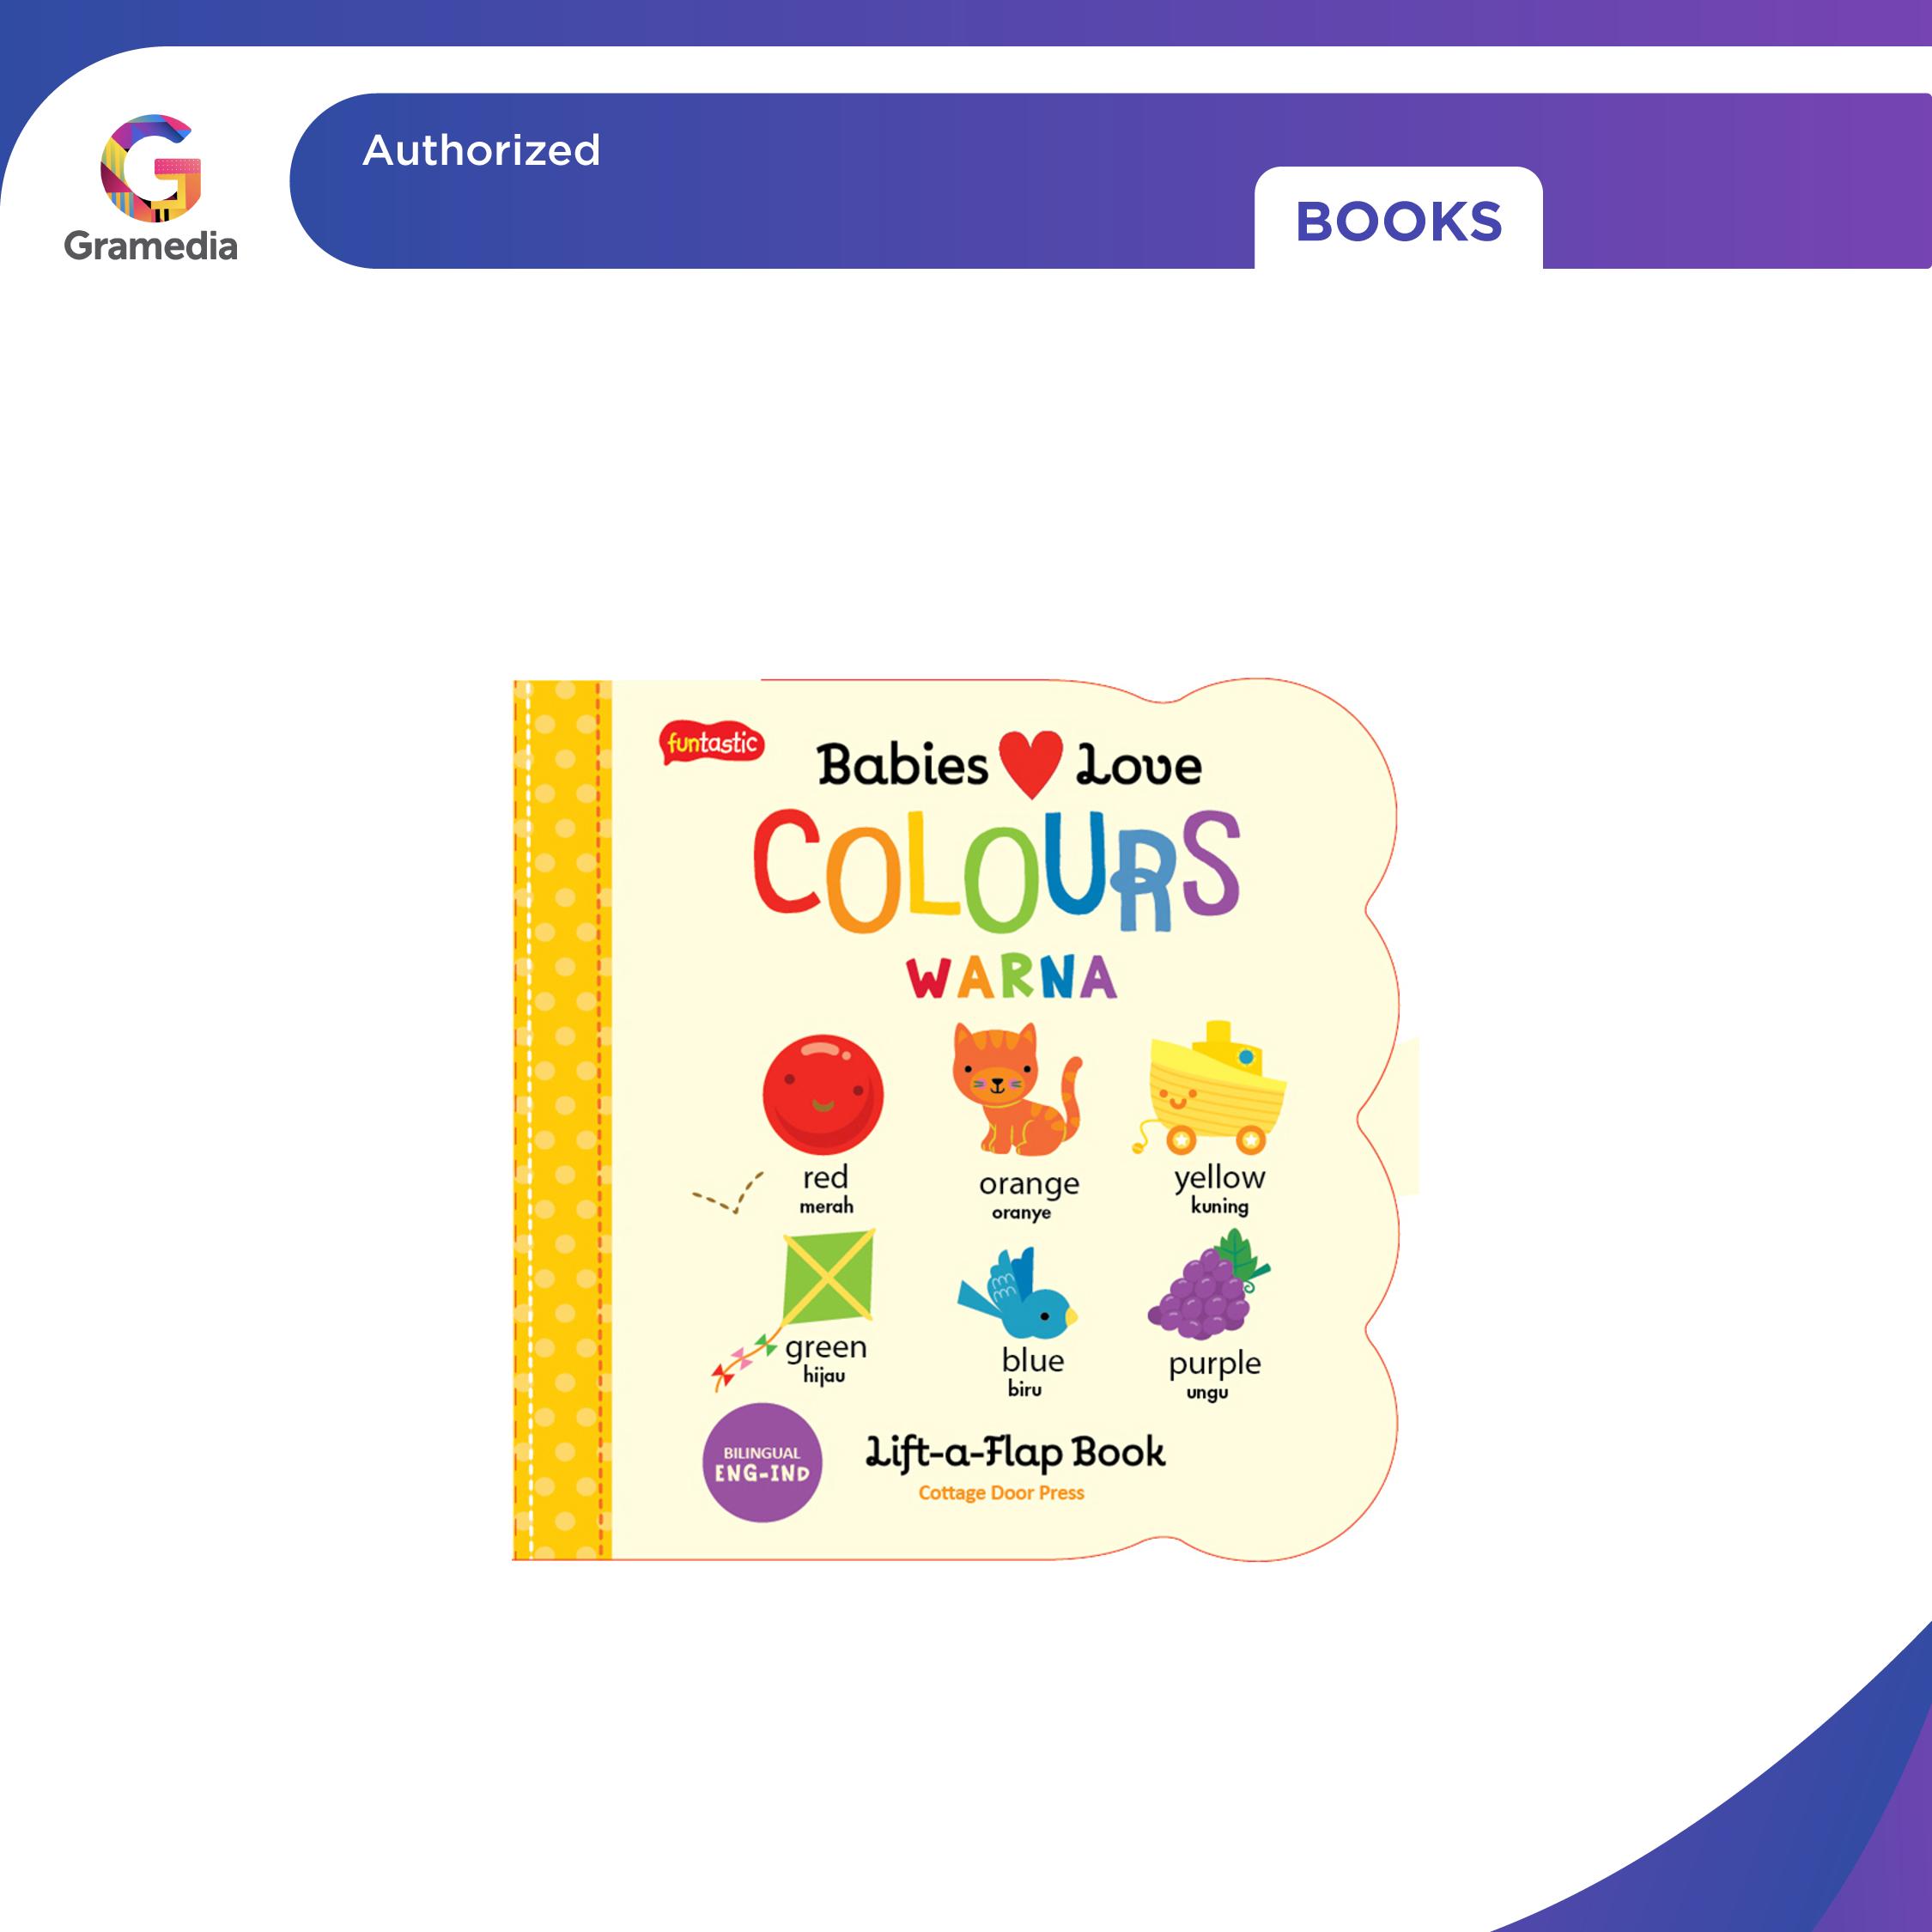 Gramedia
Authorized
BOOKS
funtastic
Babies Love
COLOURS
WARNA
red
merah
orange
oranye
yellow
kuning
green
hijau
blue
biru
purple
ungu
BILINGUAL
ENG-IND
Lift-a-Flap Book
Cottage Door Press